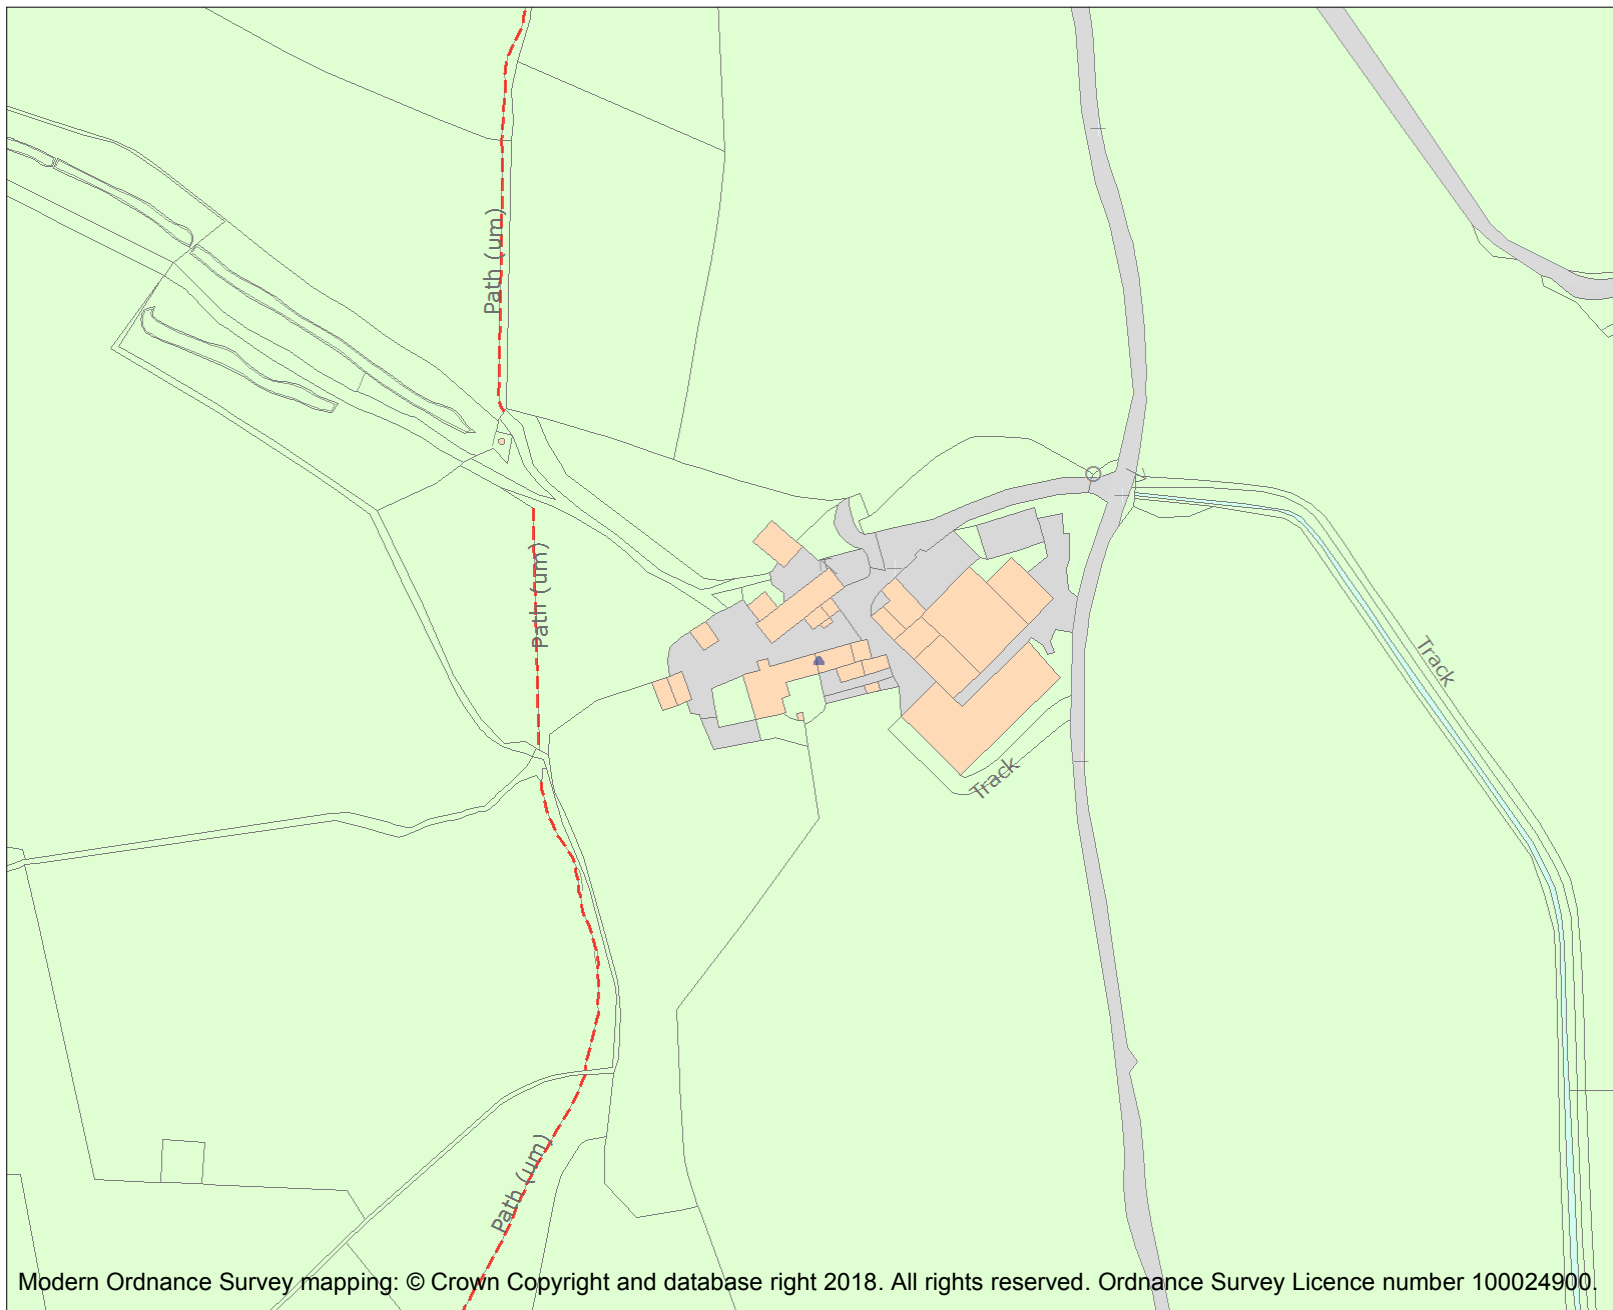 Path (um)
Path (um)
Track
Track
Path (um)
Modern Ordnance Survey mapping: © Crown Copyright and database right 2018. All rights reserved. Ordnance Survey Licence number 100024900.